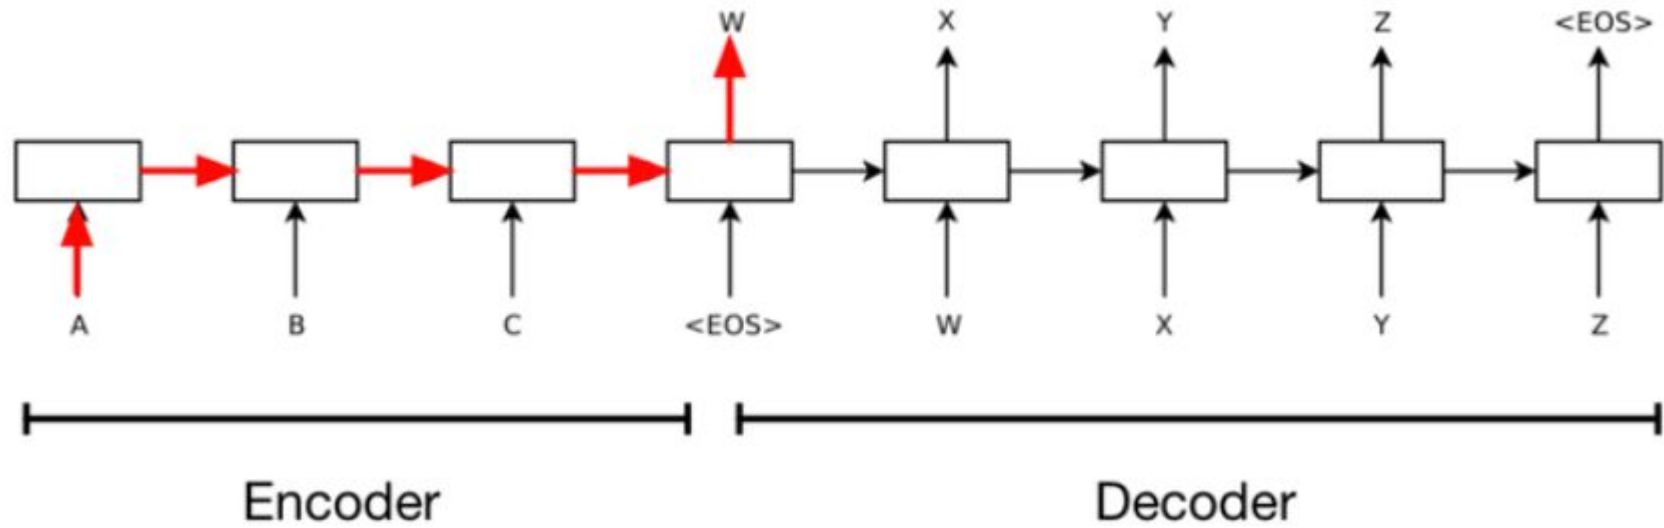 W X Y Z <EOS>
A B C <EOS> W X Y Z
Encoder Decoder